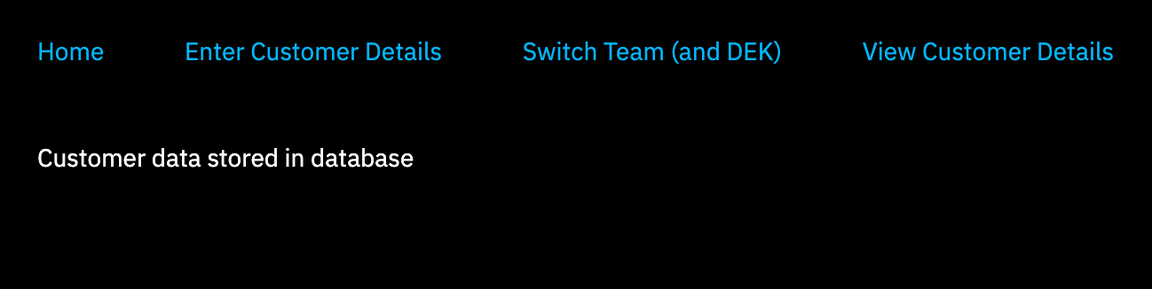 Home Enter Customer Details Switch Team (and DEK) View Customer Details
Customer data stored in database